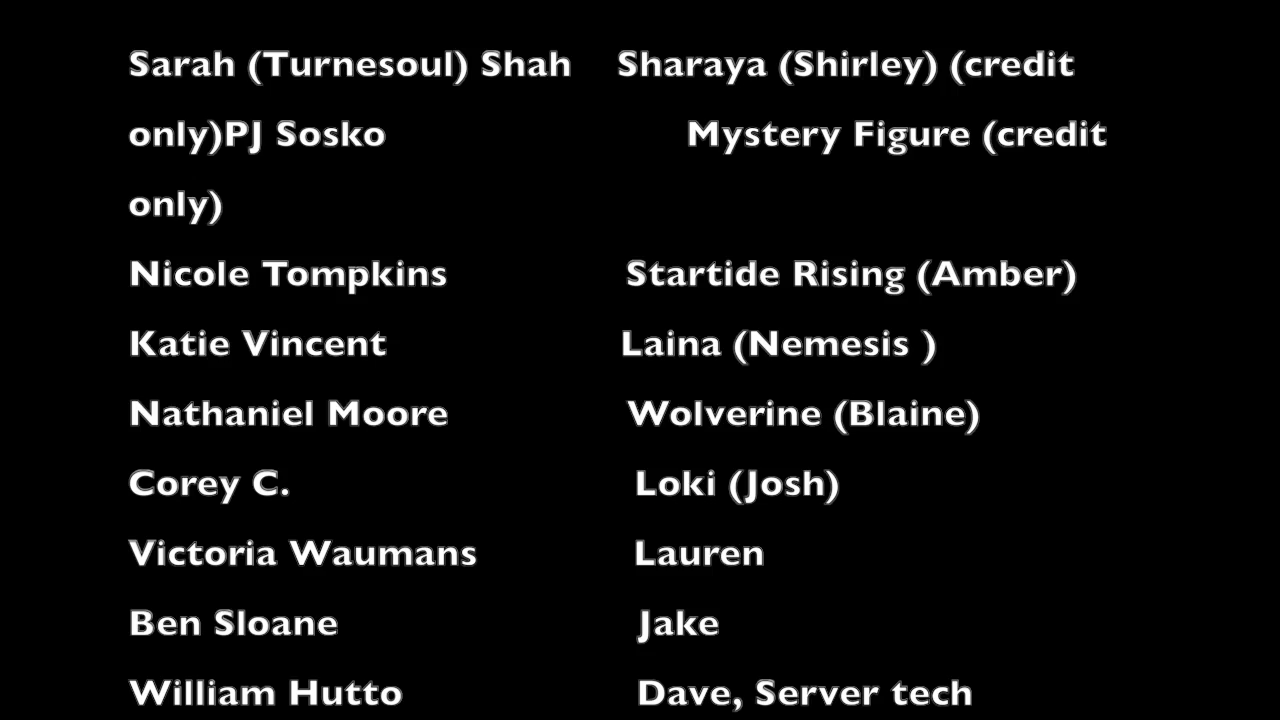 Sarah (Turnesoul) Shah Sharaya (Shirley) (credit
only)PJ Sosko Mystery Figure (credit
only)
Nicole Tompkins Startide Rising (Amber)
Katie Vincent Laina (Nemesis )
Nathaniel Moore Wolverine (Blaine)
Corey C. Loki (Josh)
Victoria Waumans Lauren
Ben Sloane Jake
William Hutto Dave, Server tech